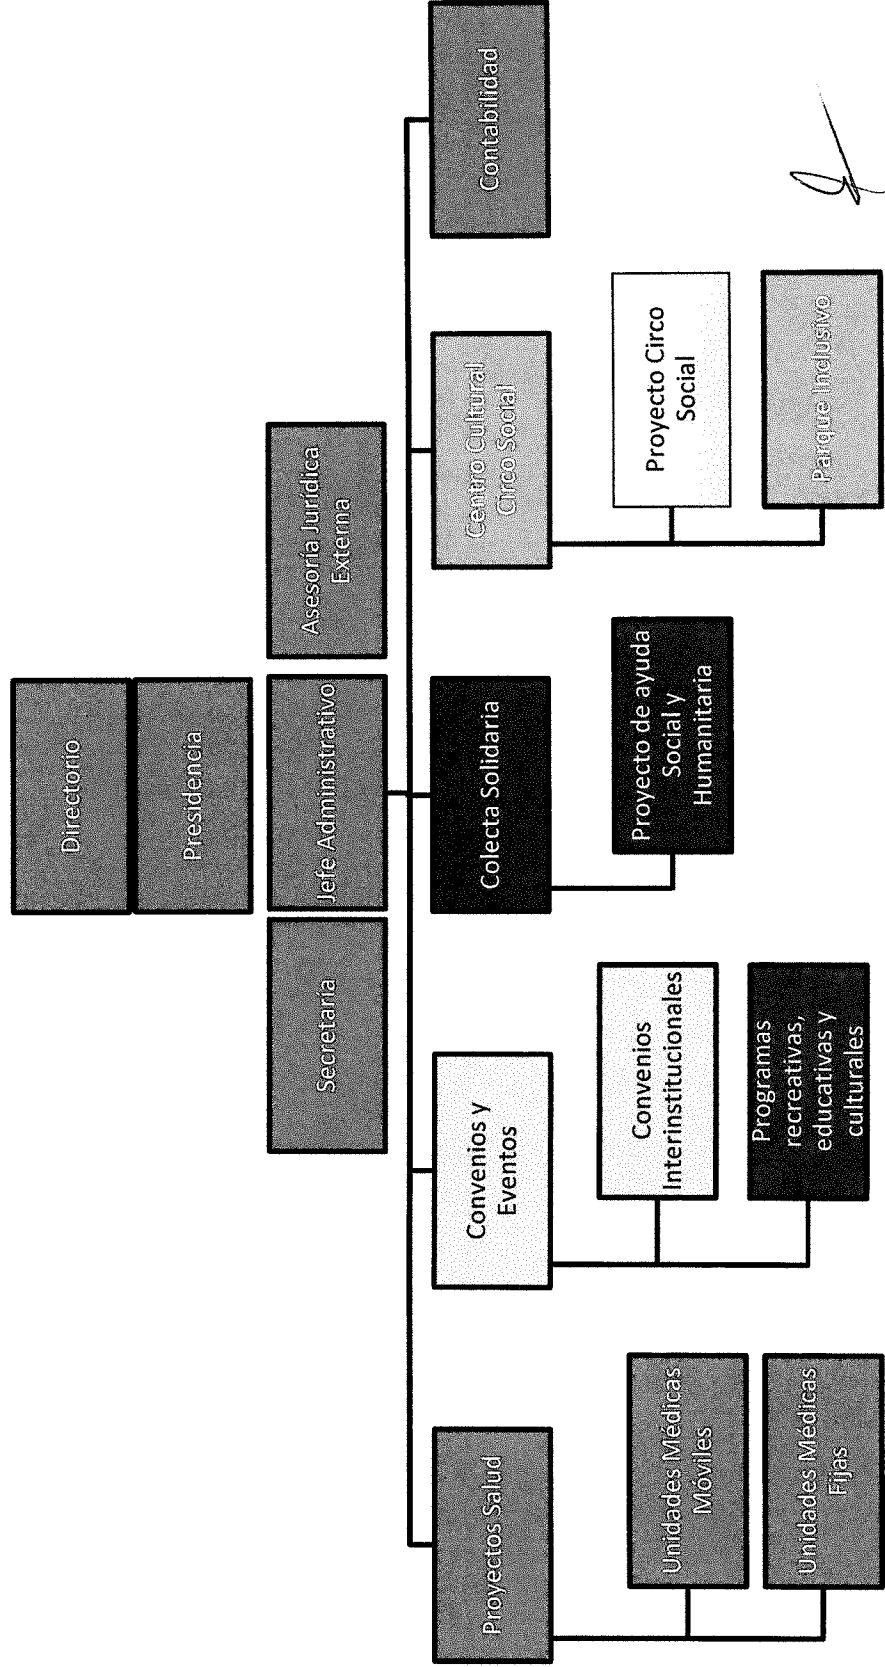 Directorio
Presidencia
Secretaría
Jefe Administrativo
Asesoría Jurídica
Externa
Proyectos Salud
Convenios y
Eventos
Colecta Solidaria
Centro Cultural
Circo Social
Contabilidad
Unidades Médicas
Móviles
Unidades Médicas
Fijas
Convenios
Interinstitucionales
Programas
recreativas,
educativas y
culturales
Proyecto de ayuda
Social y
Humanitaria
Proyecto Circo
Social
Parque Inclusivo